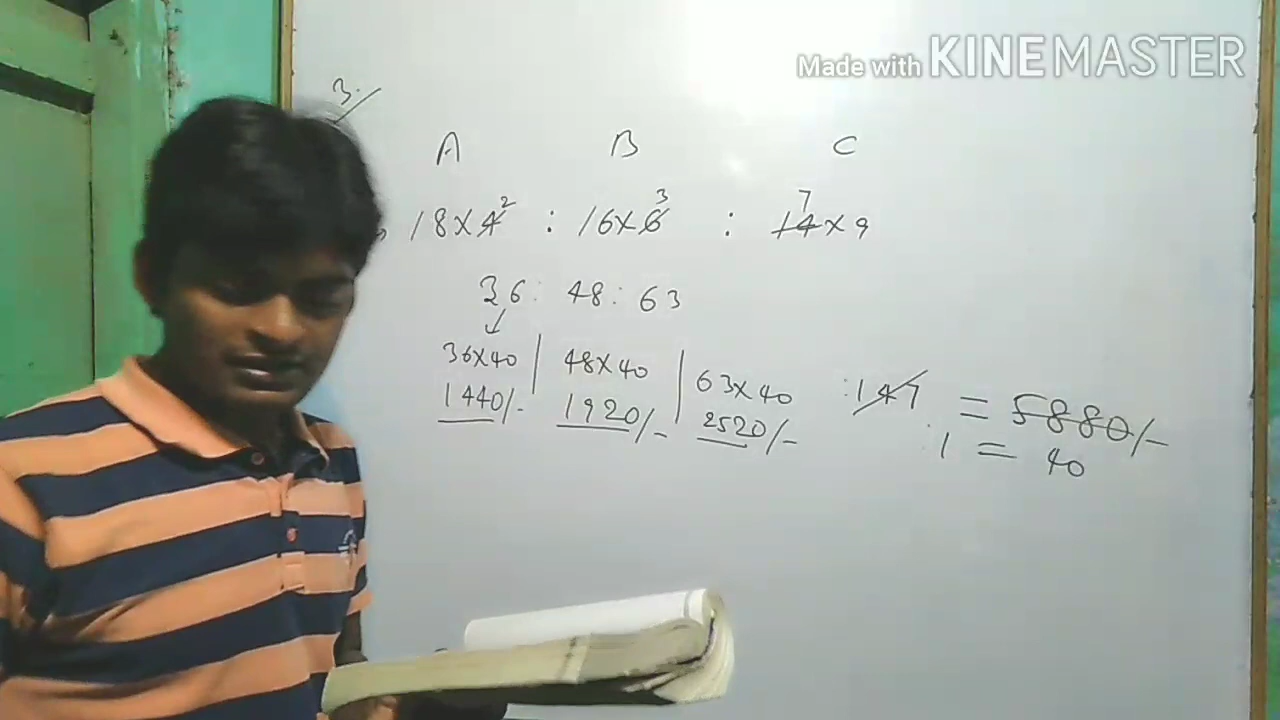 Made with KINEMASTER
3.
A B C
18×4 2 : 16×6 3 : 14 7 ×9
36 : 48 : 63
36×40 | 48×40 | 63×40 : 147 = 5880/-
1440/- 1920/- 2520/- : 1 = 40